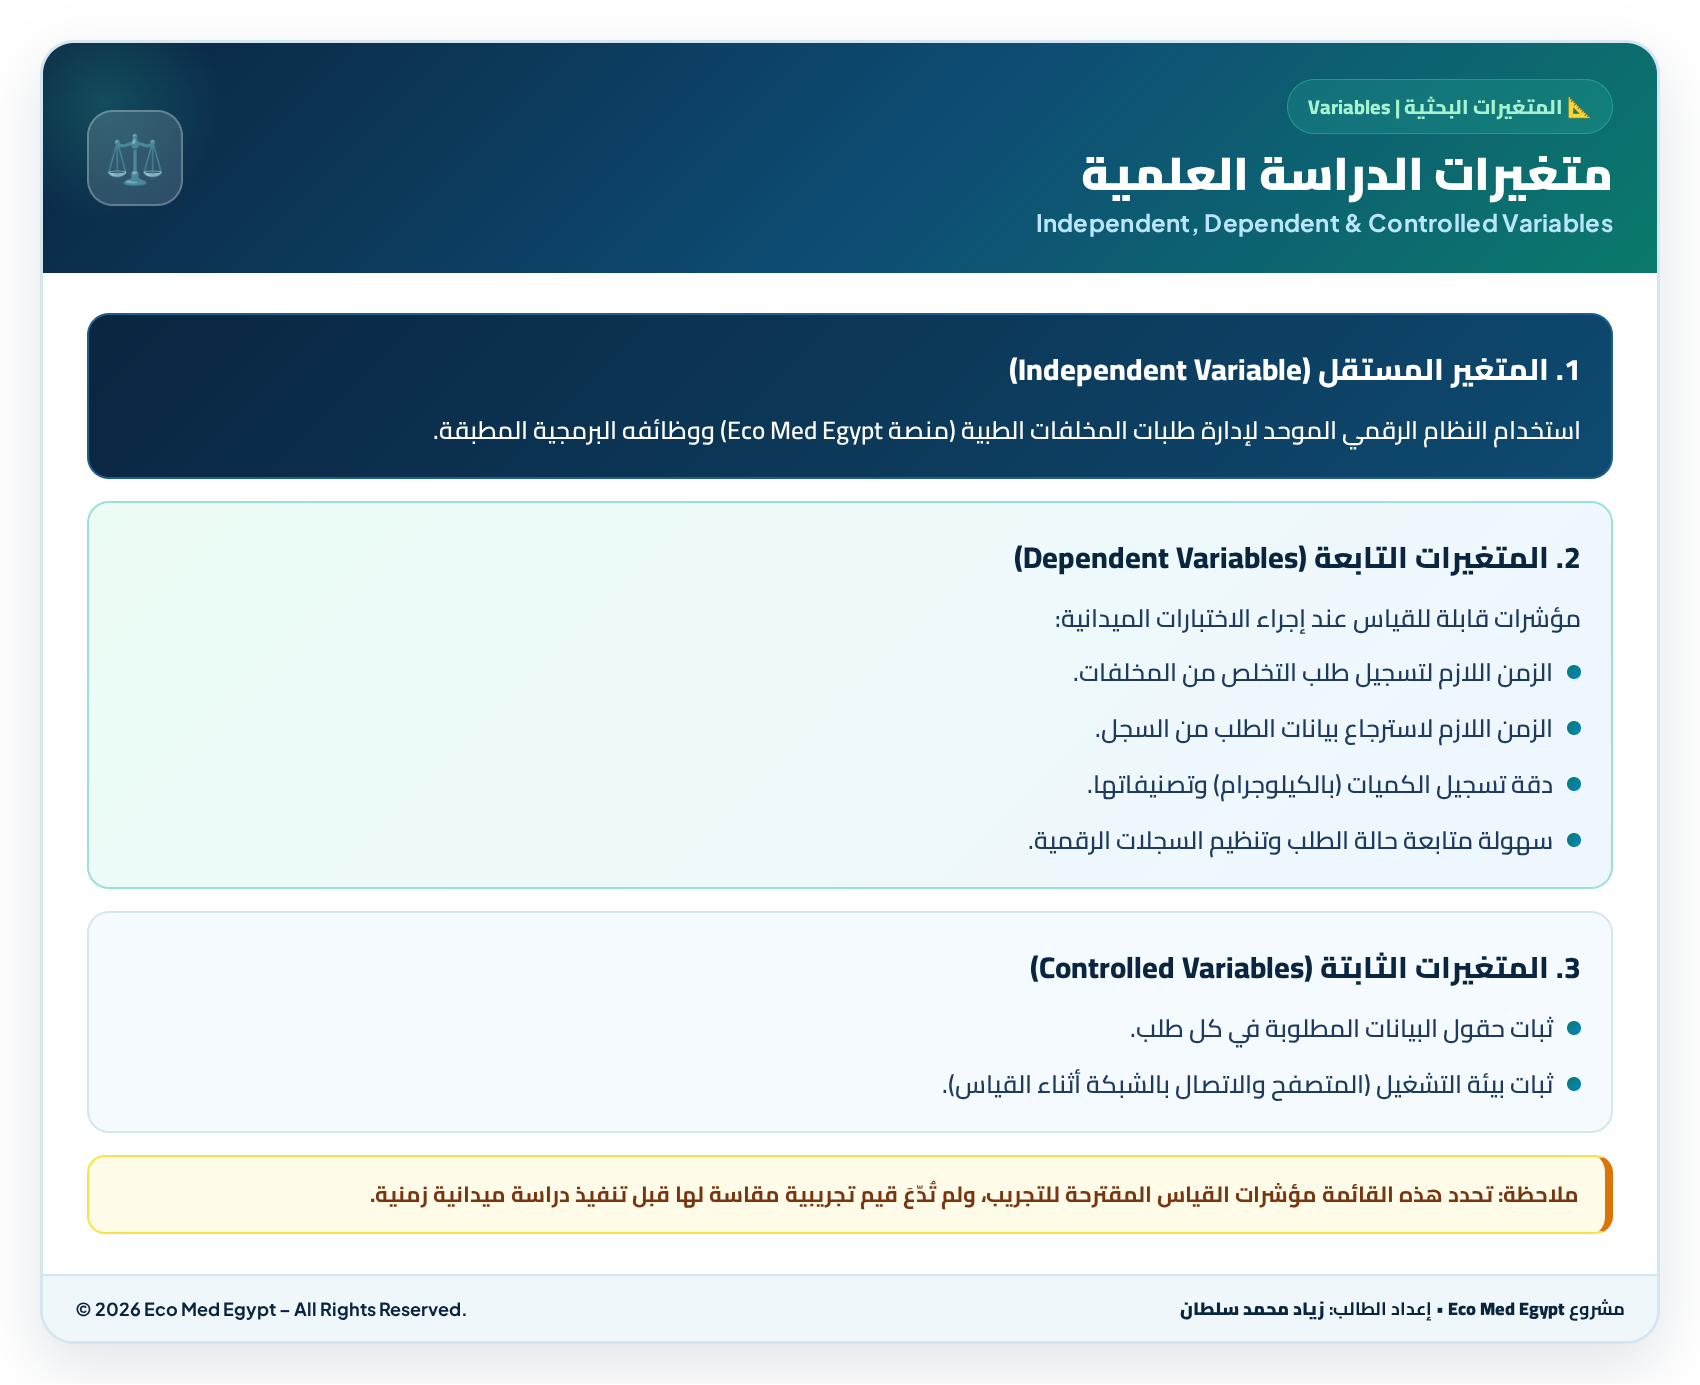 📐 المتغيرات البحثية | Variables
متغيرات الدراسة العلمية
Independent, Dependent & Controlled Variables
1. المتغير المستقل (Independent Variable)
استخدام النظام الرقمي الموحد لإدارة طلبات المخلفات الطبية (منصة Eco Med Egypt) ووظائفه البرمجية المطبقة.
2. المتغيرات التابعة (Dependent Variables)
مؤشرات قابلة للقياس عند إجراء الاختبارات الميدانية:
الزمن اللازم لتسجيل طلب التخلص من المخلفات.
الزمن اللازم لاسترجاع بيانات الطلب من السجل.
دقة تسجيل الكميات (بالكيلوجرام) وتصنيفاتها.
سهولة متابعة حالة الطلب وتنظيم السجلات الرقمية.
3. المتغيرات الثابتة (Controlled Variables)
ثبات حقول البيانات المطلوبة في كل طلب.
ثبات بيئة التشغيل (المتصفح والاتصال بالشبكة أثناء القياس).
ملاحظة: تحدد هذه القائمة مؤشرات القياس المقترحة للتجريب، ولم تُدّعَ قيم تجريبية مقاسة لها قبل تنفيذ دراسة ميدانية زمنية.
مشروع Eco Med Egypt • إعداد الطالب: زياد محمد سلطان
© 2026 Eco Med Egypt – All Rights Reserved.